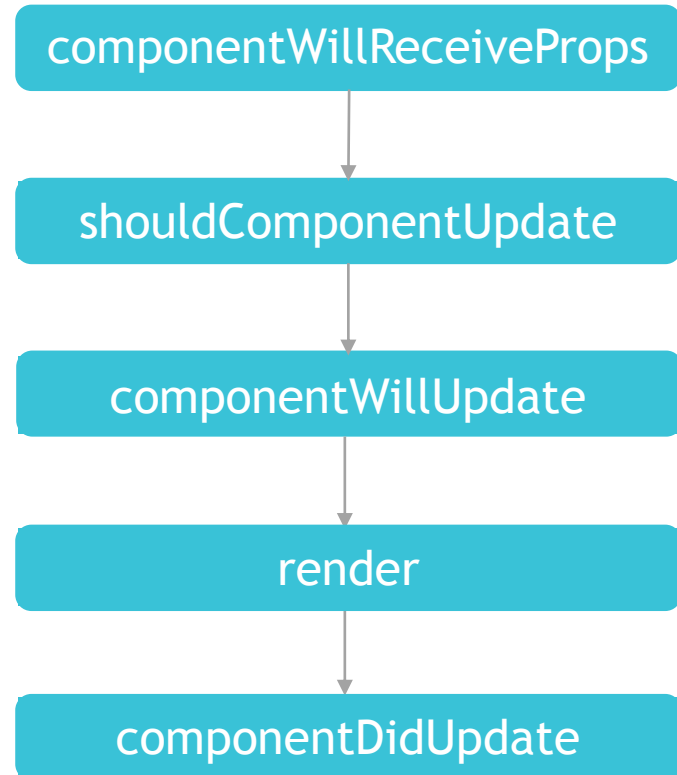 componentWillReceiveProps
shouldComponentUpdate
componentWillUpdate
render
componentDidUpdate